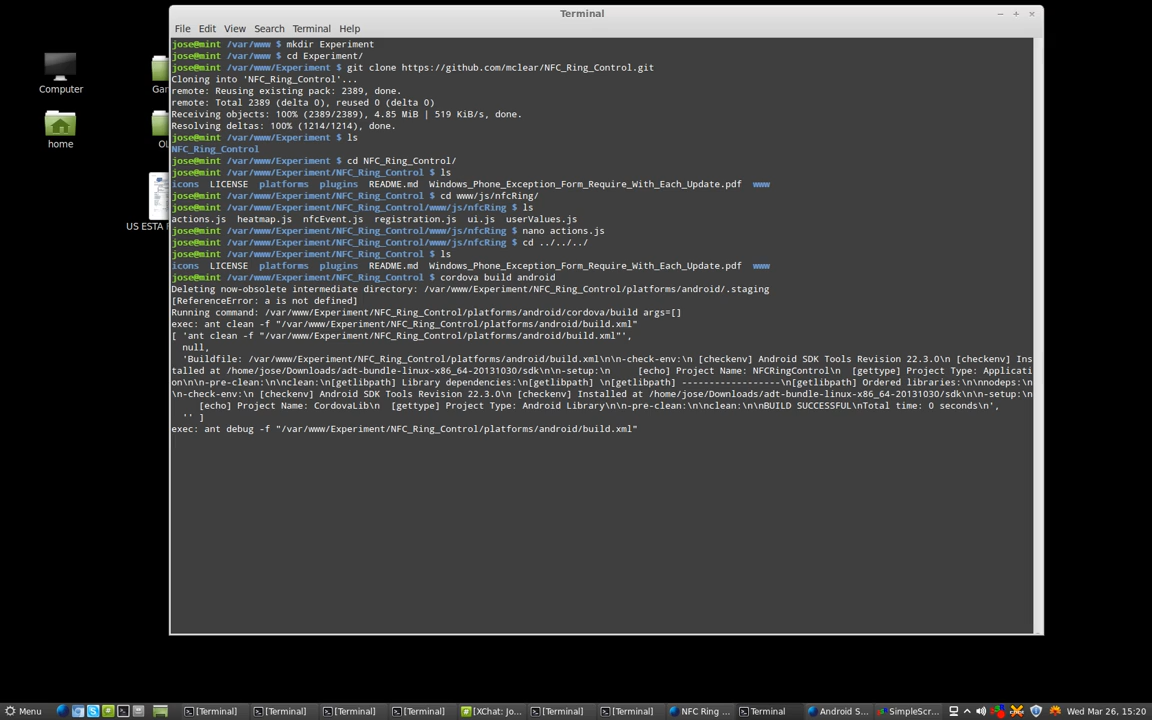 Terminal
File Edit View Search Terminal Help
jose@mint /var/www $ mkdir Experiment
jose@mint /var/www $ cd Experiment/
jose@mint /var/www/Experiment $ git clone https://github.com/mclear/NFC_Ring_Control.git
Cloning into 'NFC_Ring_Control'...
remote: Reusing existing pack: 2389, done.
remote: Total 2389 (delta 0), reused 0 (delta 0)
Receiving objects: 100% (2389/2389), 4.85 MiB | 519 KiB/s, done.
Resolving deltas: 100% (1214/1214), done.
jose@mint /var/www/Experiment $ ls
NFC_Ring_Control
jose@mint /var/www/Experiment $ cd NFC_Ring_Control/
jose@mint /var/www/Experiment/NFC_Ring_Control $ ls
icons LICENSE platforms plugins README.md Windows_Phone_Exception_Form_Require_With_Each_Update.pdf www
jose@mint /var/www/Experiment/NFC_Ring_Control $ cd www/js/nfcRing/
jose@mint /var/www/Experiment/NFC_Ring_Control/www/js/nfcRing $ ls
actions.js heatmap.js nfcEvent.js registration.js ui.js userValues.js
jose@mint /var/www/Experiment/NFC_Ring_Control/www/js/nfcRing $ nano actions.js
jose@mint /var/www/Experiment/NFC_Ring_Control/www/js/nfcRing $ cd ../../../
jose@mint /var/www/Experiment/NFC_Ring_Control $ ls
icons LICENSE platforms plugins README.md Windows_Phone_Exception_Form_Require_With_Each_Update.pdf www
jose@mint /var/www/Experiment/NFC_Ring_Control $ cordova build android
Deleting now-obsolete intermediate directory: /var/www/Experiment/NFC_Ring_Control/platforms/android/.staging
[ReferenceError: a is not defined]
Running command: /var/www/Experiment/NFC_Ring_Control/platforms/android/cordova/build args=[]
exec: ant clean -f "/var/www/Experiment/NFC_Ring_Control/platforms/android/build.xml"
[ 'ant clean -f "/var/www/Experiment/NFC_Ring_Control/platforms/android/build.xml"',
null,
'Buildfile: /var/www/Experiment/NFC_Ring_Control/platforms/android/build.xml\n\n-check-env:\n [checkenv] Android SDK Tools Revision 22.3.0\n [checkenv] Ins
talled at /home/jose/Downloads/adt-bundle-linux-x86_64-20131030/sdk\n\n-setup:\n [echo] Project Name: NFCRingControl\n [gettype] Project Type: Applicati
on\n\n-pre-clean:\n\nclean:\n[getlibpath] Library dependencies:\n[getlibpath] \n[getlibpath] ------------------\n[getlibpath] Ordered libraries:\n\nnodeps:\n
\n-check-env:\n [checkenv] Android SDK Tools Revision 22.3.0\n [checkenv] Installed at /home/jose/Downloads/adt-bundle-linux-x86_64-20131030/sdk\n\n-setup:\n
[echo] Project Name: CordovaLib\n [gettype] Project Type: Android Library\n\n-pre-clean:\n\nclean:\n\nBUILD SUCCESSFUL\nTotal time: 0 seconds\n',
'' ]
exec: ant debug -f "/var/www/Experiment/NFC_Ring_Control/platforms/android/build.xml"
Computer
home
Gar
OL
US ESTA
Menu [Terminal] [Terminal] [Terminal] [Terminal] [XChat: Jo... [Terminal] [Terminal] NFC Ring ... Terminal Android S... SimpleScr... Wed Mar 26, 15:20